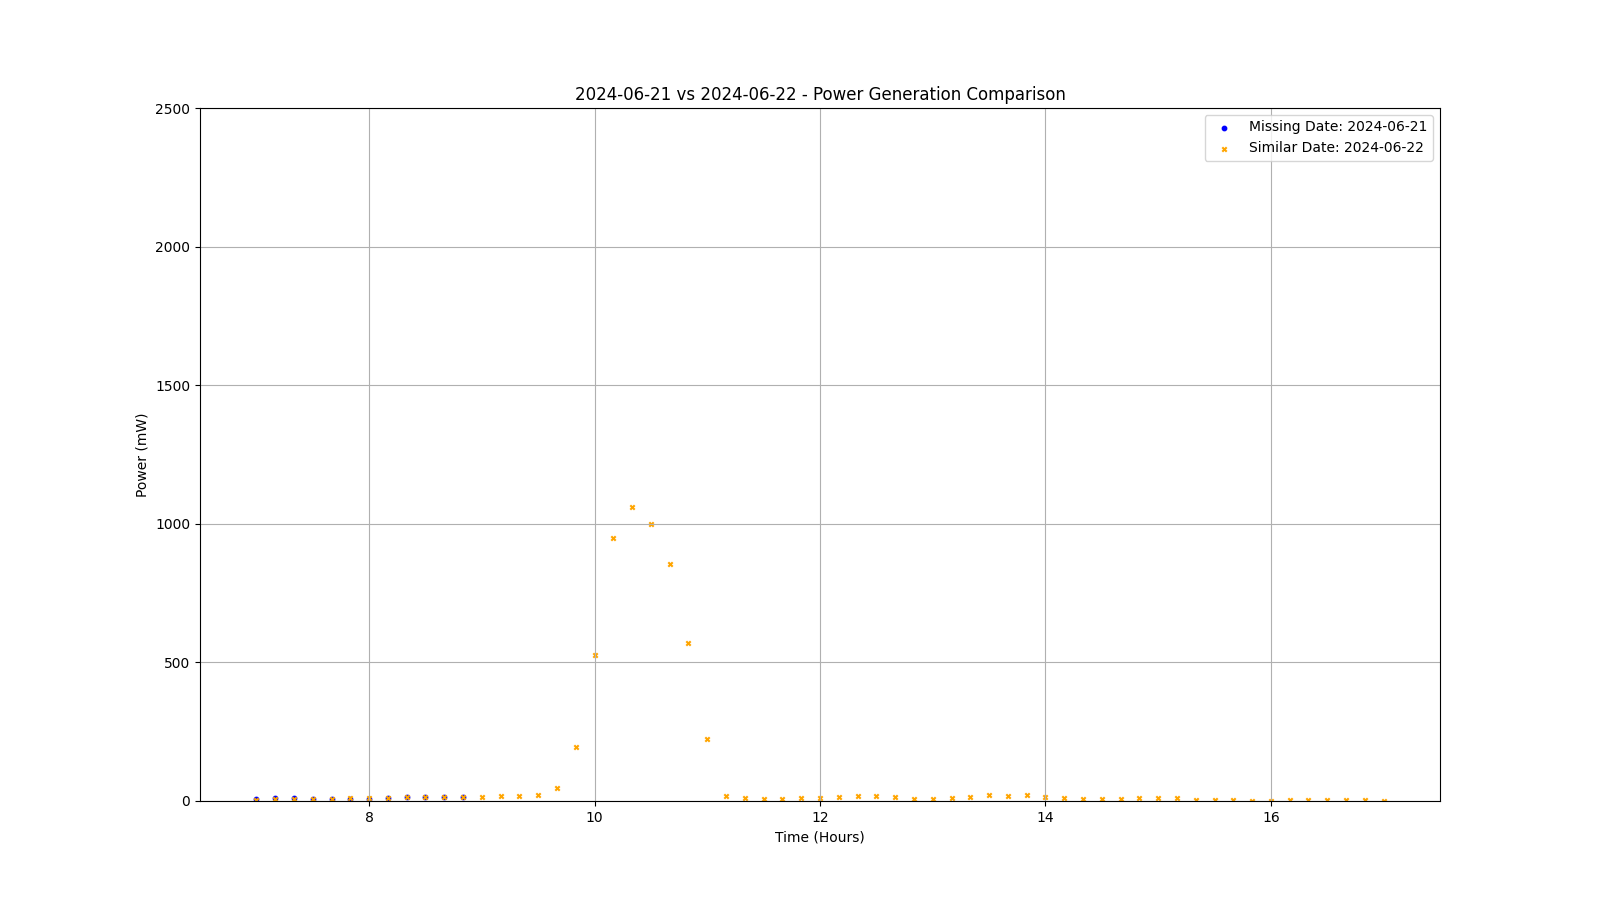 2024-06-21 vs 2024-06-22 - Power Generation Comparison
Missing Date: 2024-06-21
Similar Date: 2024-06-22
2500
2000
1500
1000
500
0
Power (mW)
8
10
12
14
16
Time (Hours)